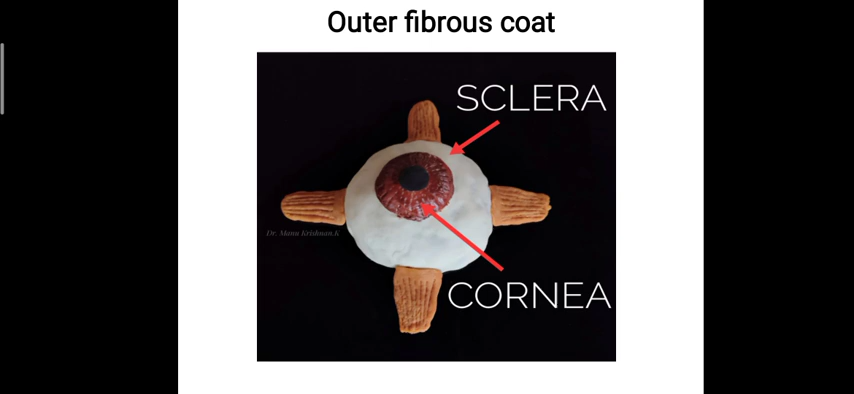 Outer fibrous coat
SCLERA
Dr. Manu Krishnan.K
CORNEA